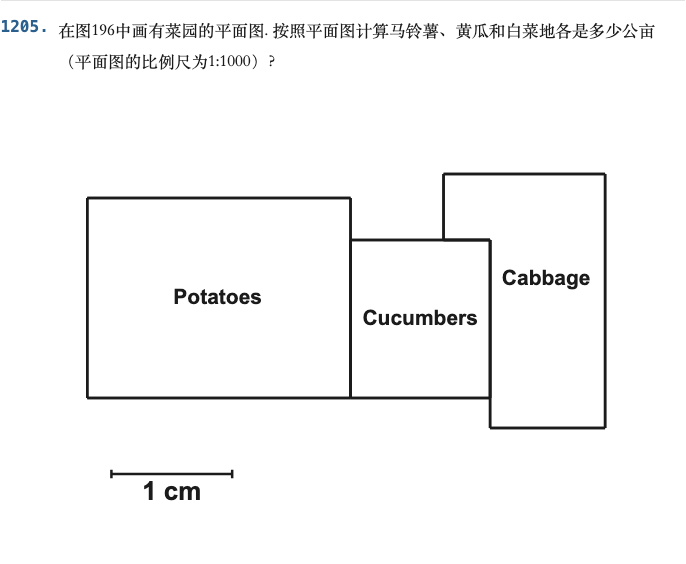 1205. 在图196中画有菜园的平面图. 按照平面图计算马铃薯、黄瓜和白菜地各是多少公亩
（平面图的比例尺为1:1000）?
Potatoes
Cucumbers
Cabbage
1 cm